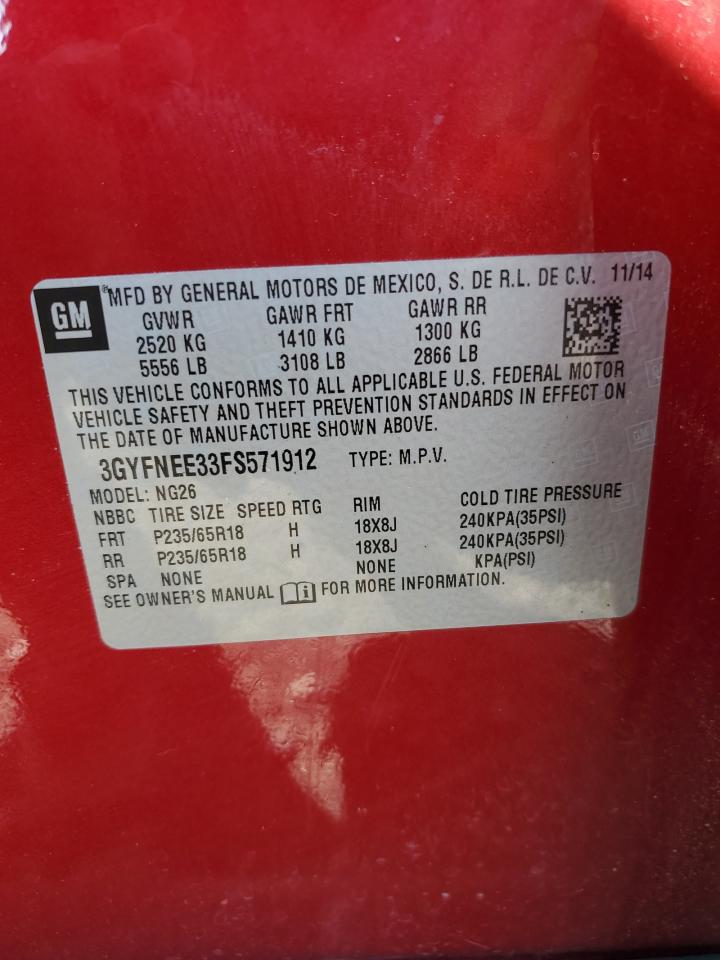 GM ® MFD BY GENERAL MOTORS DE MEXICO, S. DE R.L. DE C.V. 11/14
GVWR GAWR FRT GAWR RR
2520 KG 1410 KG 1300 KG
5556 LB 3108 LB 2866 LB
THIS VEHICLE CONFORMS TO ALL APPLICABLE U.S. FEDERAL MOTOR
VEHICLE SAFETY AND THEFT PREVENTION STANDARDS IN EFFECT ON
THE DATE OF MANUFACTURE SHOWN ABOVE.
3GYFNEE33FS571912 TYPE: M.P.V.
MODEL: NG26
NBBC TIRE SIZE SPEED RTG RIM COLD TIRE PRESSURE
FRT P235/65R18 H 18X8J 240KPA(35PSI)
RR P235/65R18 H 18X8J 240KPA(35PSI)
SPA NONE NONE KPA(PSI)
SEE OWNER'S MANUAL i FOR MORE INFORMATION.